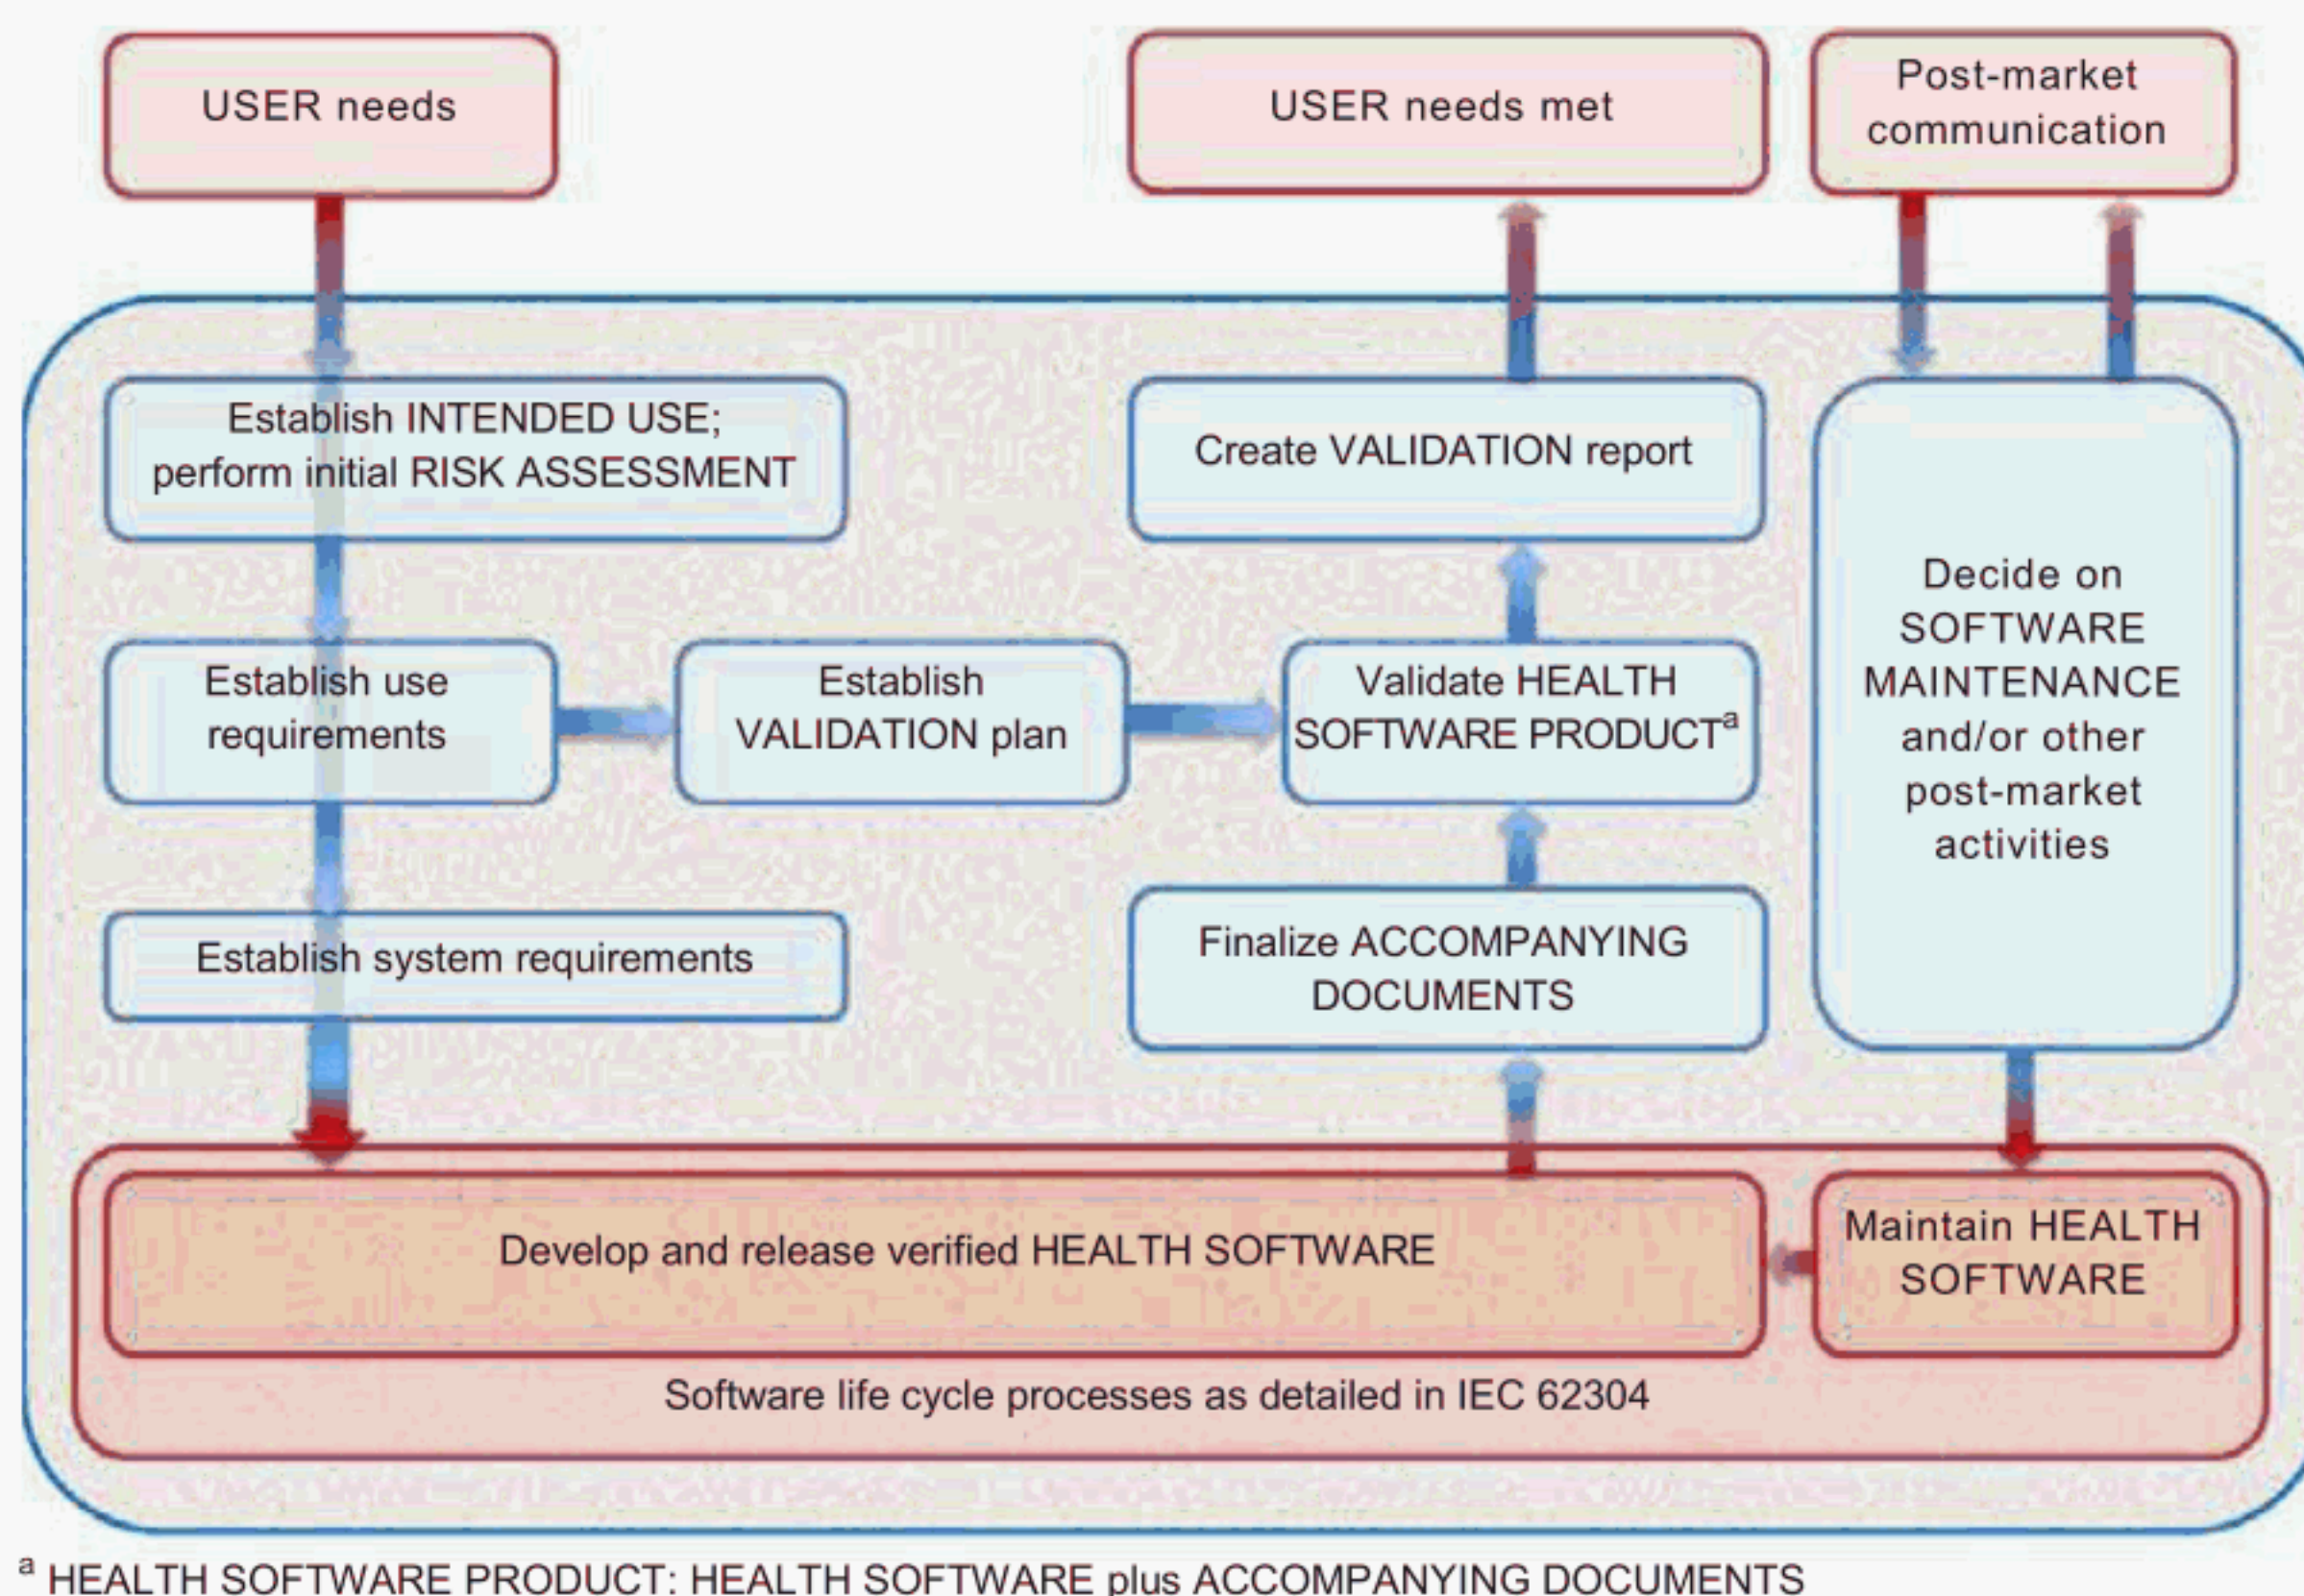 USER needs
USER needs met
Post-market
communication
Establish INTENDED USE;
perform initial RISK ASSESSMENT
Create VALIDATION report
Decide on
SOFTWARE
MAINTENANCE
and/or other
post-market
activities
Establish use
requirements
Establish
VALIDATION plan
Validate HEALTH
SOFTWARE PRODUCTᵃ
Establish system requirements
Finalize ACCOMPANYING
DOCUMENTS
Develop and release verified HEALTH SOFTWARE
Maintain HEALTH
SOFTWARE
Software life cycle processes as detailed in IEC 62304
ᵃ HEALTH SOFTWARE PRODUCT: HEALTH SOFTWARE plus ACCOMPANYING DOCUMENTS